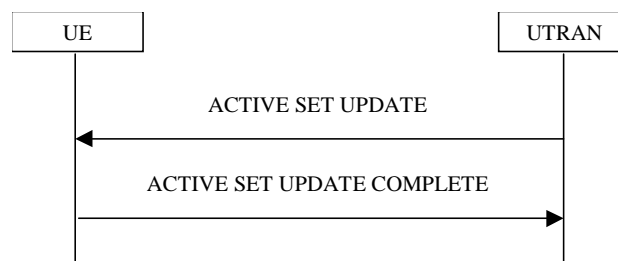 UE
UTRAN
ACTIVE SET UPDATE
ACTIVE SET UPDATE COMPLETE